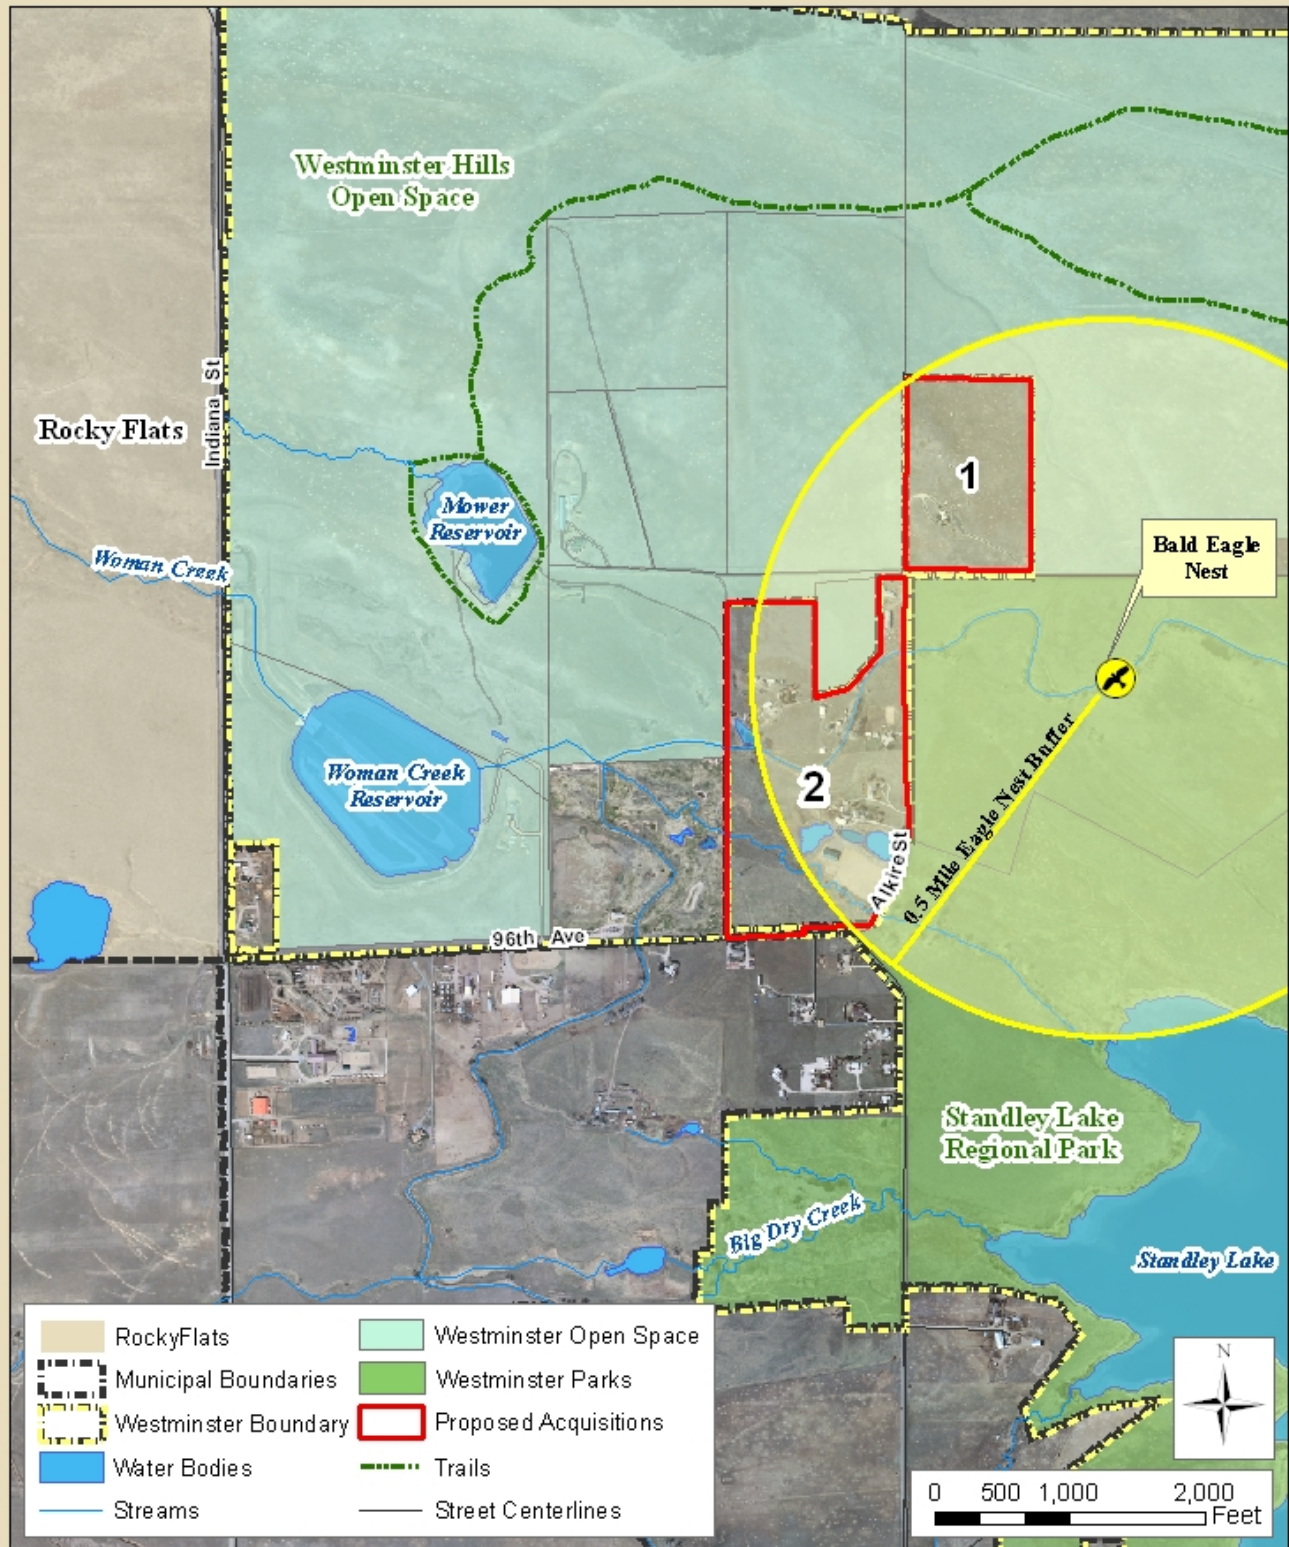 Westminster Hills
Open Space
Indiana St
Rocky Flats
1
Mower
Reservoir
Bald Eagle
Nest
Woman Creek
0.5 Mile Eagle Nest Buffer
Woman Creek
Reservoir
2
Alkire St
96th Ave
Standley Lake
Regional Park
Big Dry Creek
Standley Lake
RockyFlats
Municipal Boundaries
Westminster Boundary
Water Bodies
Streams
Westminster Open Space
Westminster Parks
Proposed Acquisitions
Trails
Street Centerlines
N
0 500 1,000 2,000
Feet